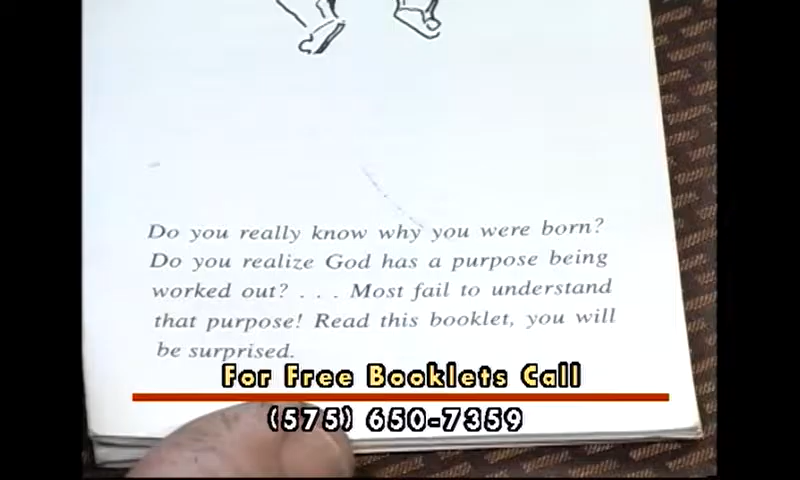 Do you really know why you were born?
Do you realize God has a purpose being
worked out? . . . Most fail to understand
that purpose! Read this booklet, you will
be surprised.
For Free Booklets Call
(575) 650-7359